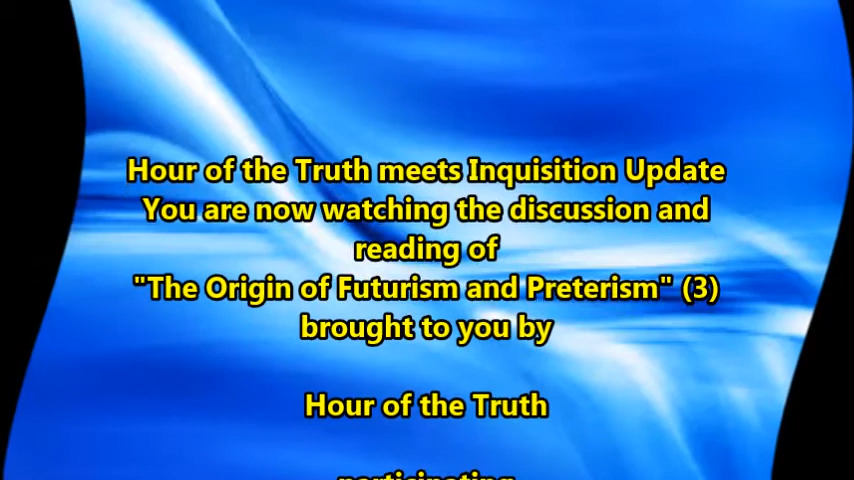 Hour of the Truth meets Inquisition Update
You are now watching the discussion and
reading of
"The Origin of Futurism and Preterism" (3)
brought to you by
Hour of the Truth
participating